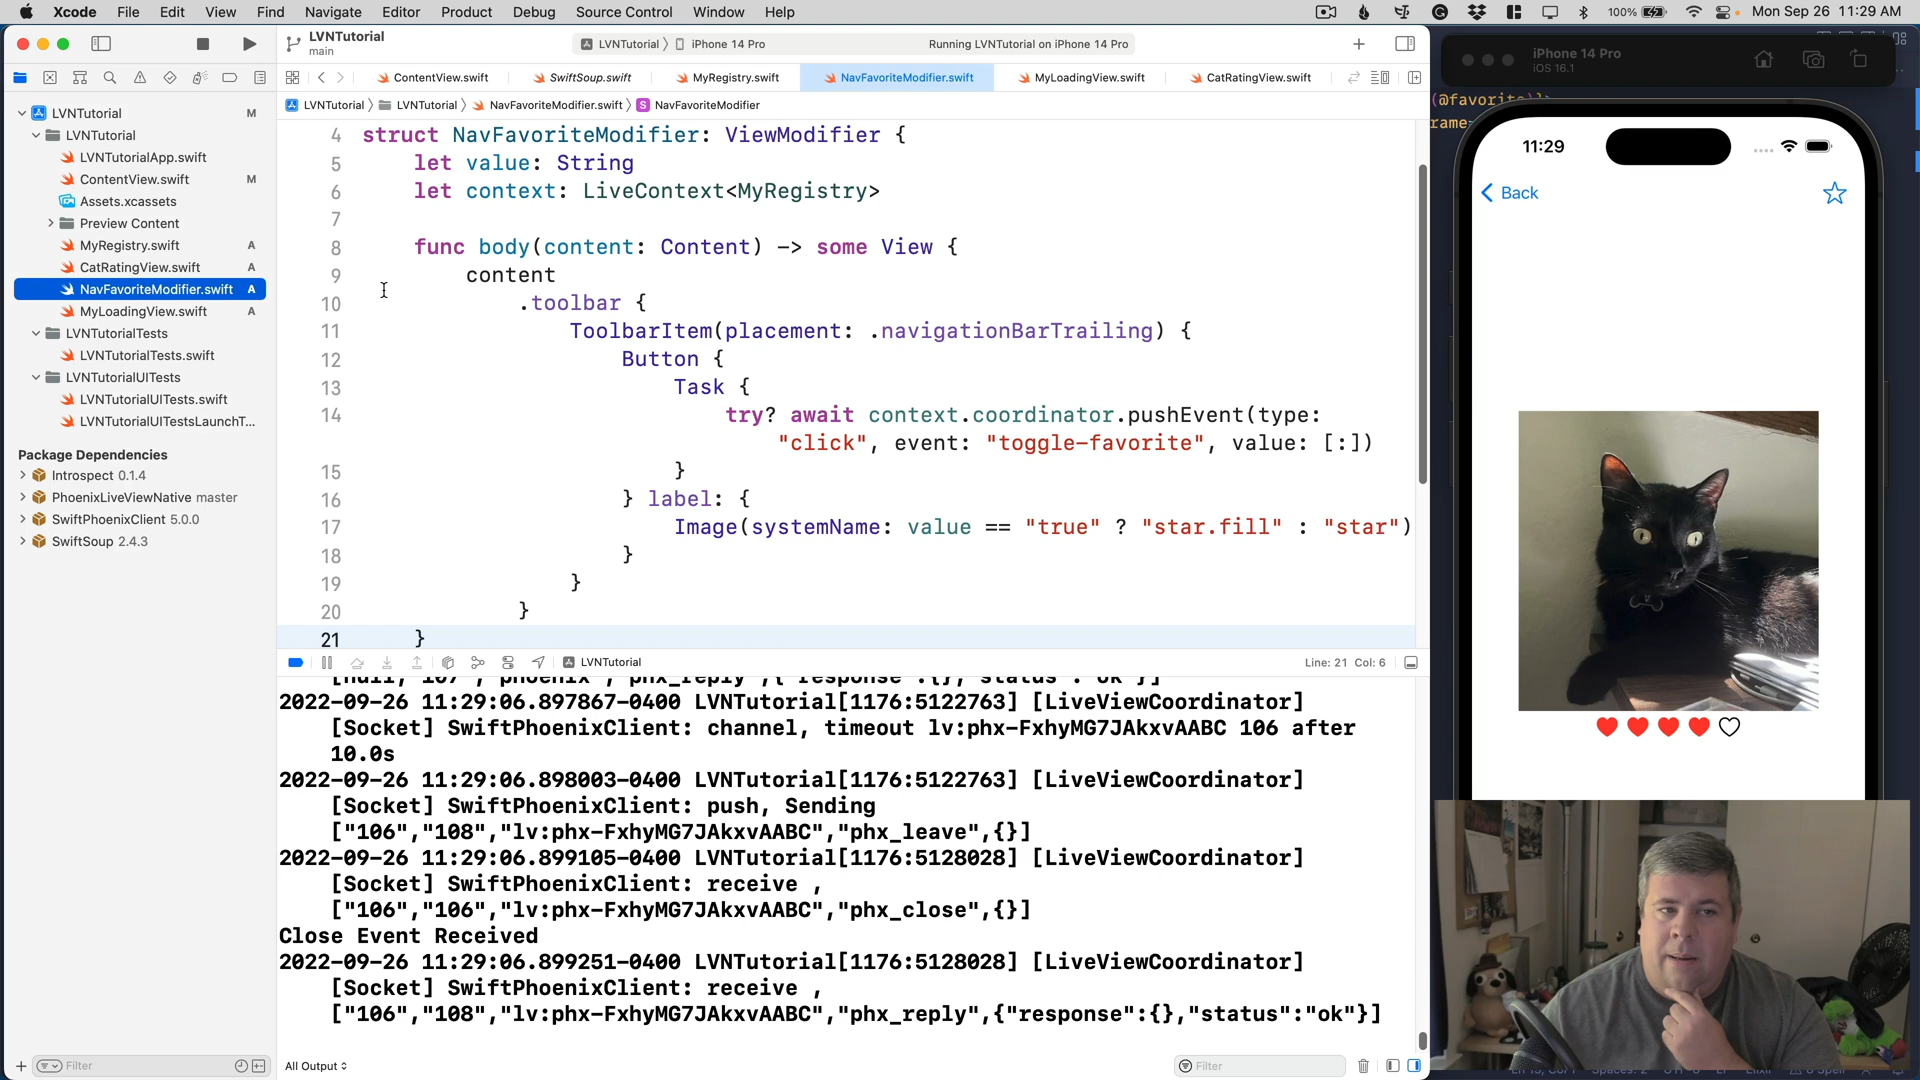 Xcode File Edit View Find Navigate Editor Product Debug Source Control Window Help 100% Mon Sep 26 11:29 AM
LVNTutorial
main
LVNTutorial iPhone 14 Pro Running LVNTutorial on iPhone 14 Pro
ContentView.swift SwiftSoup.swift MyRegistry.swift NavFavoriteModifier.swift MyLoadingView.swift CatRatingView.swift
LVNTutorial LVNTutorial NavFavoriteModifier.swift S NavFavoriteModifier
LVNTutorial M
LVNTutorial
LVNTutorialApp.swift
ContentView.swift M
Assets.xcassets
Preview Content
MyRegistry.swift A
CatRatingView.swift A
NavFavoriteModifier.swift A
MyLoadingView.swift A
LVNTutorialTests
LVNTutorialTests.swift
LVNTutorialUITests
LVNTutorialUITests.swift
LVNTutorialUITestsLaunchT...
Package Dependencies
Introspect 0.1.4
PhoenixLiveViewNative master
SwiftPhoenixClient 5.0.0
SwiftSoup 2.4.3
Filter
4 struct NavFavoriteModifier: ViewModifier {
5 let value: String
6 let context: LiveContext<MyRegistry>
7
8 func body(content: Content) -> some View {
9 content
10 .toolbar {
11 ToolbarItem(placement: .navigationBarTrailing) {
12 Button {
13 Task {
14 try? await context.coordinator.pushEvent(type:
"click", event: "toggle-favorite", value: [:])
15 }
16 } label: {
17 Image(systemName: value == "true" ? "star.fill" : "star")
18 }
19 }
20 }
21 }
LVNTutorial Line: 21 Col: 6
[null,"107","phoenix","phx_reply",{"response":{},"status":"ok"}]
2022-09-26 11:29:06.897867-0400 LVNTutorial[1176:5122763] [LiveViewCoordinator]
[Socket] SwiftPhoenixClient: channel, timeout lv:phx-FxhyMG7JAkxvAABC 106 after
10.0s
2022-09-26 11:29:06.898003-0400 LVNTutorial[1176:5122763] [LiveViewCoordinator]
[Socket] SwiftPhoenixClient: push, Sending
["106","108","lv:phx-FxhyMG7JAkxvAABC","phx_leave",{}]
2022-09-26 11:29:06.899105-0400 LVNTutorial[1176:5128028] [LiveViewCoordinator]
[Socket] SwiftPhoenixClient: receive ,
["106","106","lv:phx-FxhyMG7JAkxvAABC","phx_close",{}]
Close Event Received
2022-09-26 11:29:06.899251-0400 LVNTutorial[1176:5128028] [LiveViewCoordinator]
[Socket] SwiftPhoenixClient: receive ,
["106","108","lv:phx-FxhyMG7JAkxvAABC","phx_reply",{"response":{},"status":"ok"}]
All Output Filter
iPhone 14 Pro
iOS 16.1
(@favorite)}>
rame=
11:29
Back